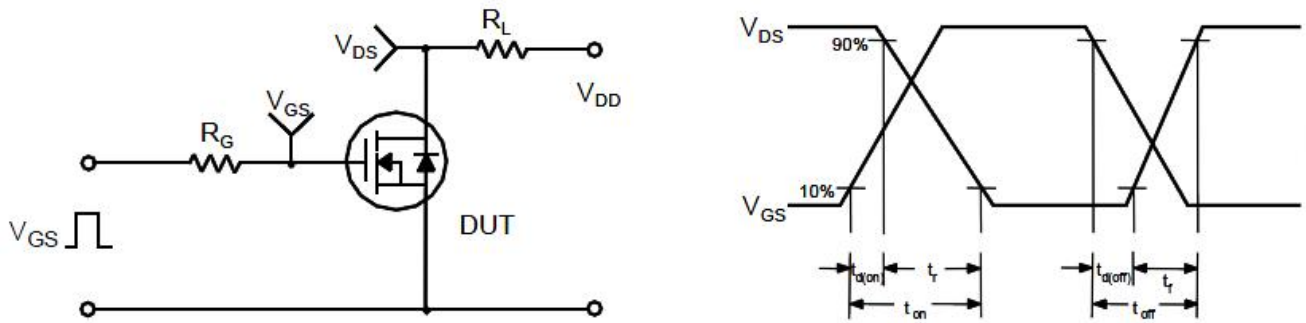 R_L
V_DS
V_DD
V_GS
R_G
V_GS
DUT
V_DS
90%
10%
V_GS
t_d(on)
t_r
t_on
t_d(off)
t_f
t_off